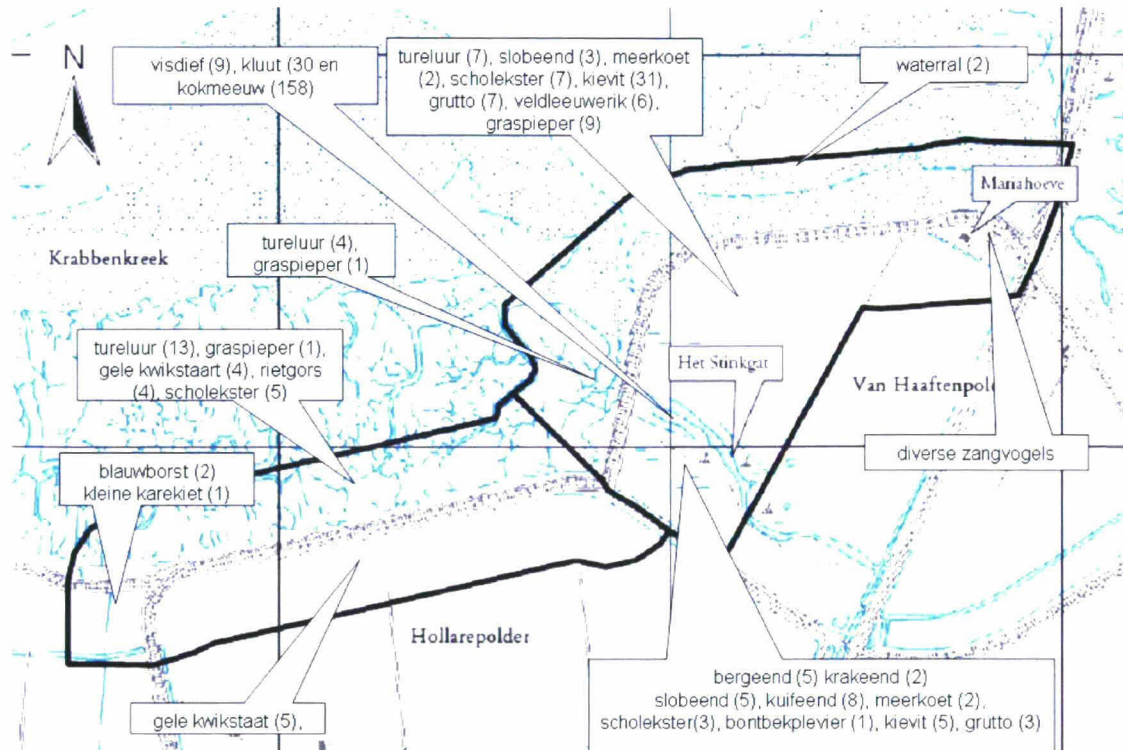 N
visdief (9), kluut (30 en
kokmeeuw (158)
tureluur (7), slobeend (3), meerkoet
(2), scholekster (7), kievit (31),
grutto (7), veldleeuwerik (6),
graspieper (9)
waterral (2)
Mariahoeve
Krabbenkreek
tureluur (4),
graspieper (1)
tureluur (13), graspieper (1),
gele kwikstaart (4), rietgors
(4), scholekster (5)
Het Stinkgat
Van Haaftenpol
diverse zangvogels
blauwborst (2)
kleine karekiet (1)
Hollarepolder
gele kwikstaat (5),
bergeend (5) krakeend (2)
slobeend (5), kuifeend (8), meerkoet (2),
scholekster(3), bontbekplevier (1), kievit (5), grutto (3)